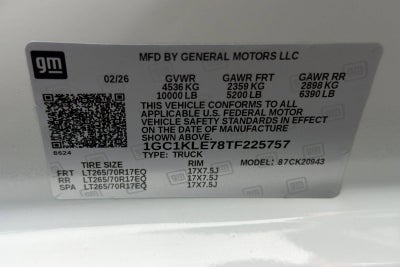 gm
MFD BY GENERAL MOTORS LLC
02/26 GVWR GAWR FRT GAWR RR
4536 KG 2359 KG 2898 KG
10000 LB 5200 LB 6390 LB
THIS VEHICLE CONFORMS TO ALL
APPLICABLE U.S. FEDERAL MOTOR
VEHICLE SAFETY STANDARDS IN EFFECT
ON THE DATE OF MANUFACTURE
SHOWN ABOVE.
1GC1KLE78TF225757
8624
TYPE: TRUCK MODEL: 87CK20943
TIRE SIZE RIM
FRT LT265/70R17EQ 17X7.5J
RR LT265/70R17EQ 17X7.5J
SPA LT265/70R17EQ 17X7.5J